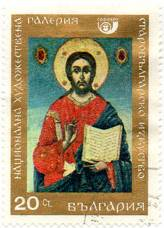 НАЦИОНАЛНА ХУДОЖЕСТВЕНА
ГАЛЕРИЯ
СТАРОБЪЛГАРСКО ИЗКУСТВО
20 СТ.
БЪЛГАРИЯ